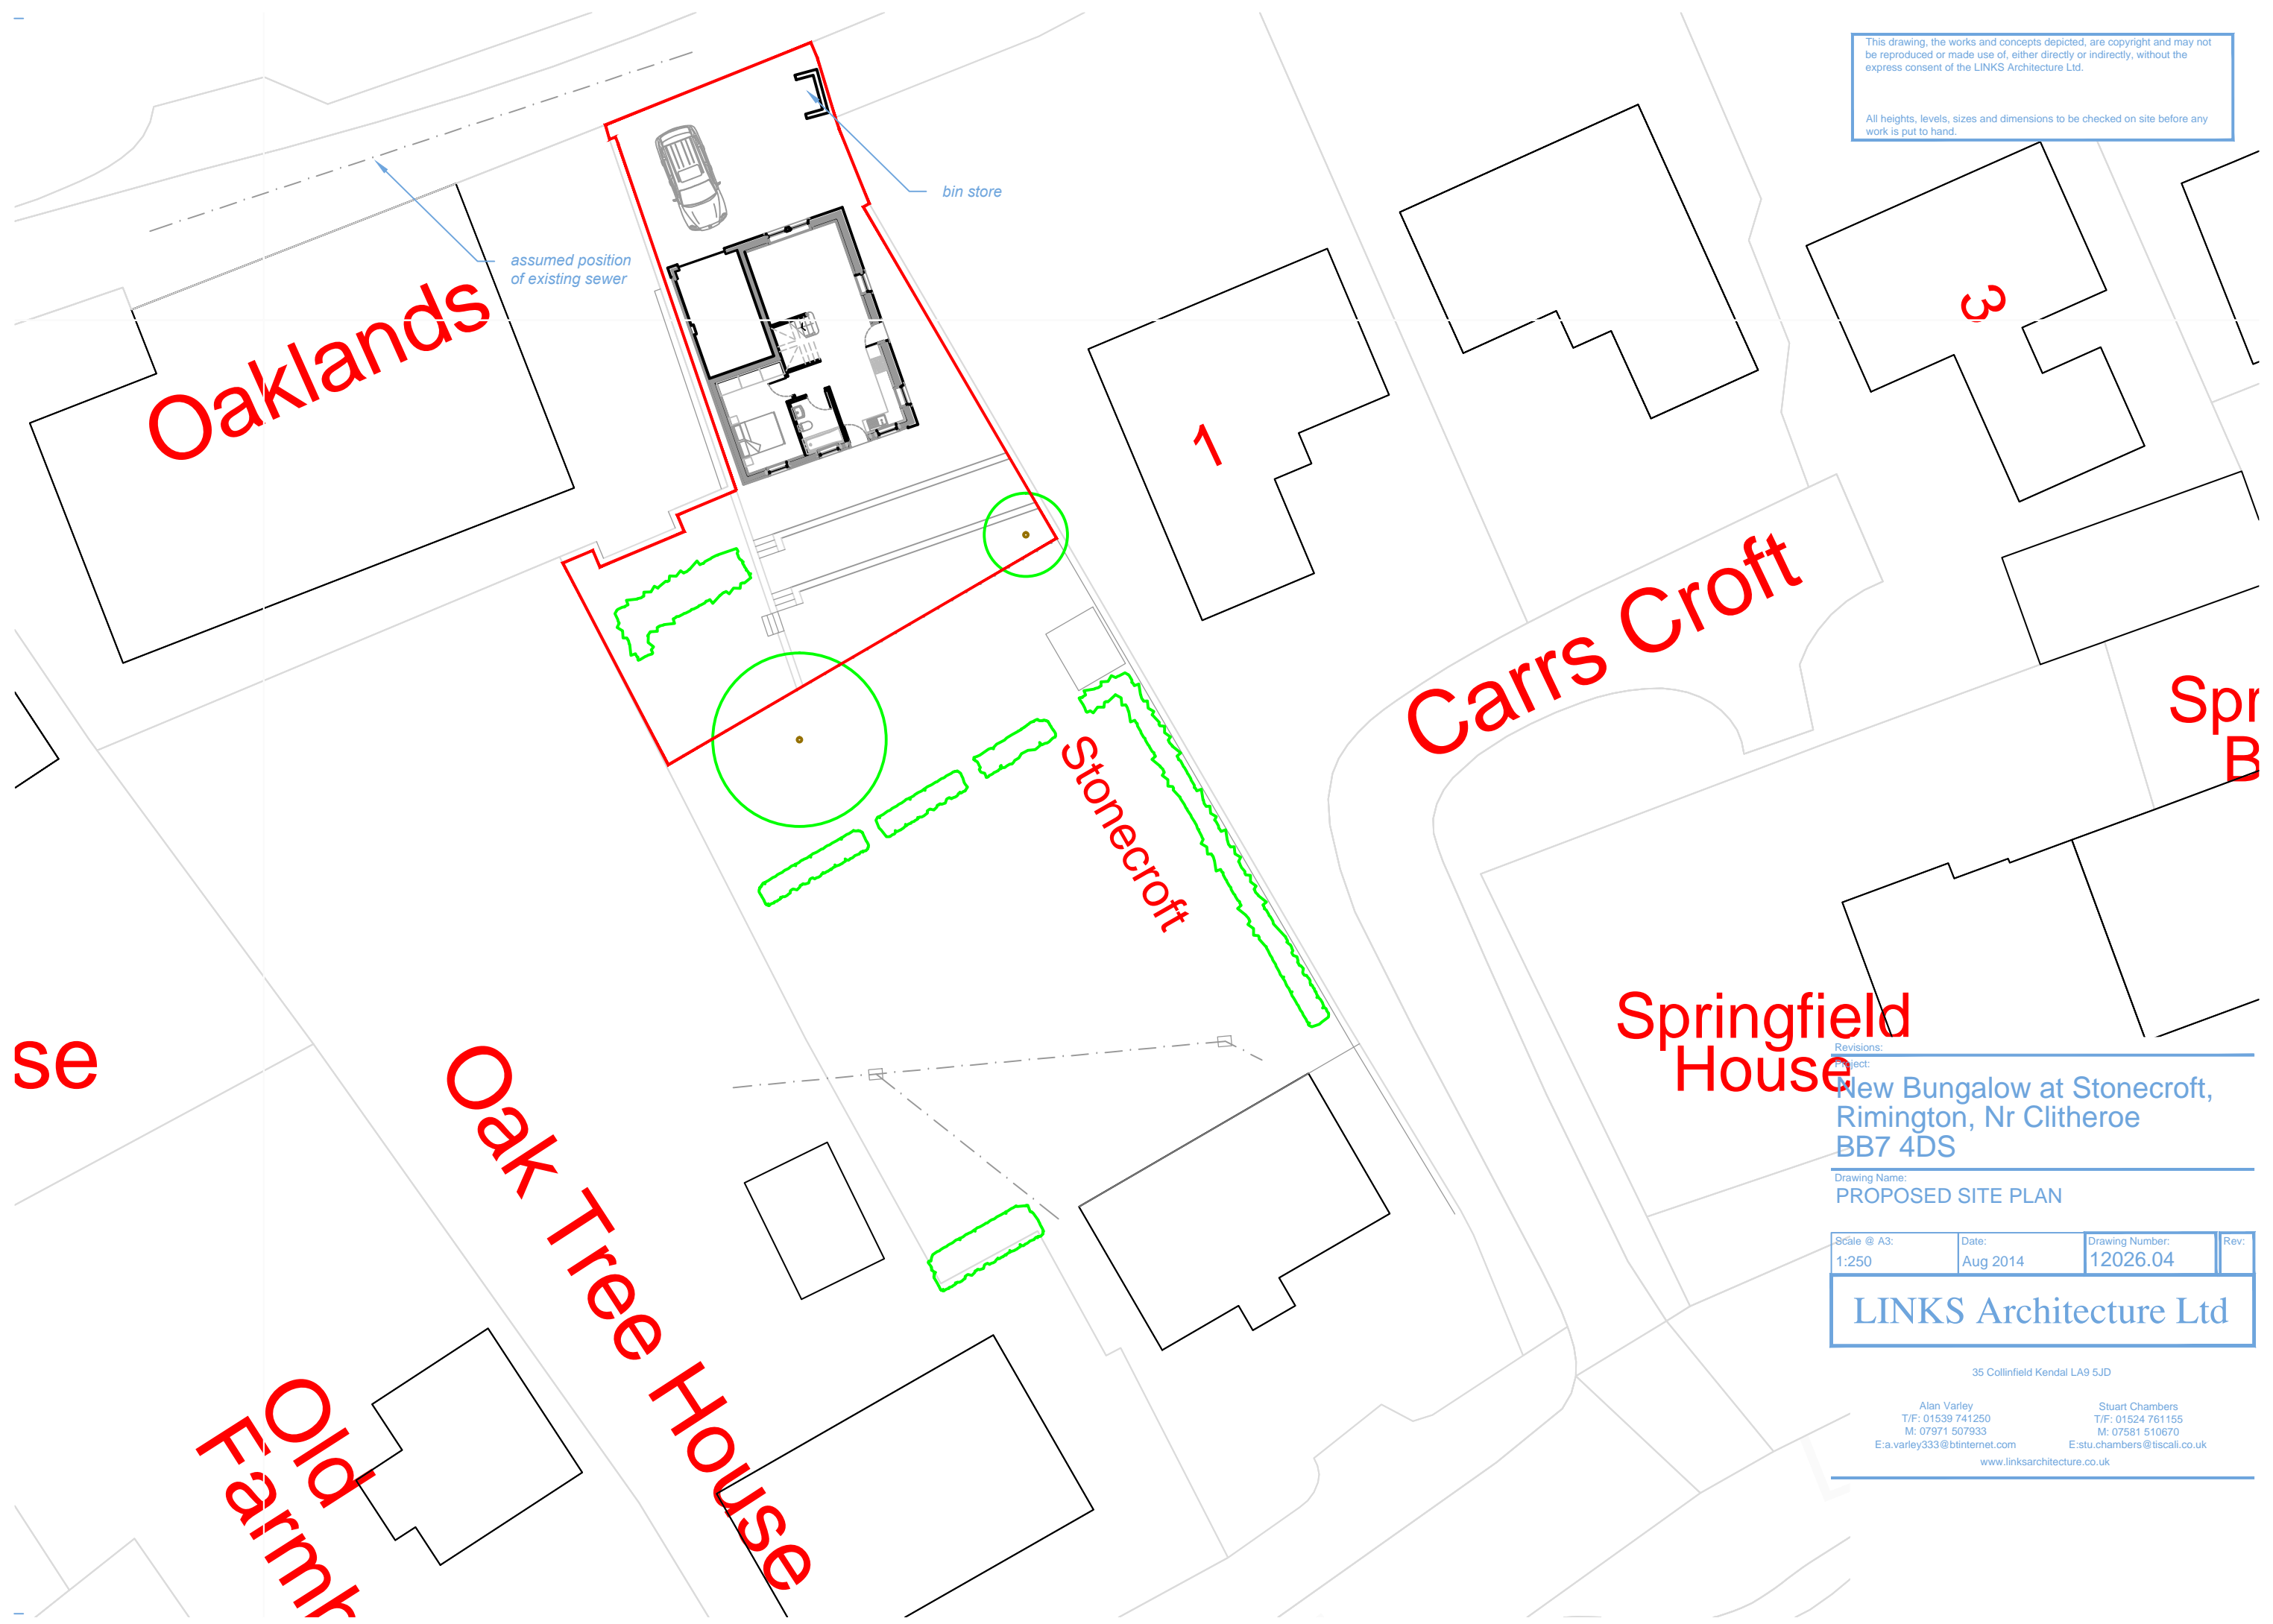 This drawing, the works and concepts depicted, are copyright and may not
be reproduced or made use of, either directly or indirectly, without the
express consent of the LINKS Architecture Ltd.
All heights, levels, sizes and dimensions to be checked on site before any
work is put to hand.
bin store
assumed position
of existing sewer
Oaklands
3
1
Carrs Croft
Spr
B
Stonecroft
Springfield
House
se
Oak Tree House
Old
Farmh
Revisions:
Project:
New Bungalow at Stonecroft,
Rimington, Nr Clitheroe
BB7 4DS
Drawing Name:
PROPOSED SITE PLAN
Scale @ A3:
1:250
Date:
Aug 2014
Drawing Number:
12026.04
Rev:
LINKS Architecture Ltd
35 Collinfield Kendal LA9 5JD
Alan Varley
T/F: 01539 741250
M: 07971 507933
E:a.varley333@btinternet.com
Stuart Chambers
T/F: 01524 761155
M: 07581 510670
E:stu.chambers@tiscali.co.uk
www.linksarchitecture.co.uk